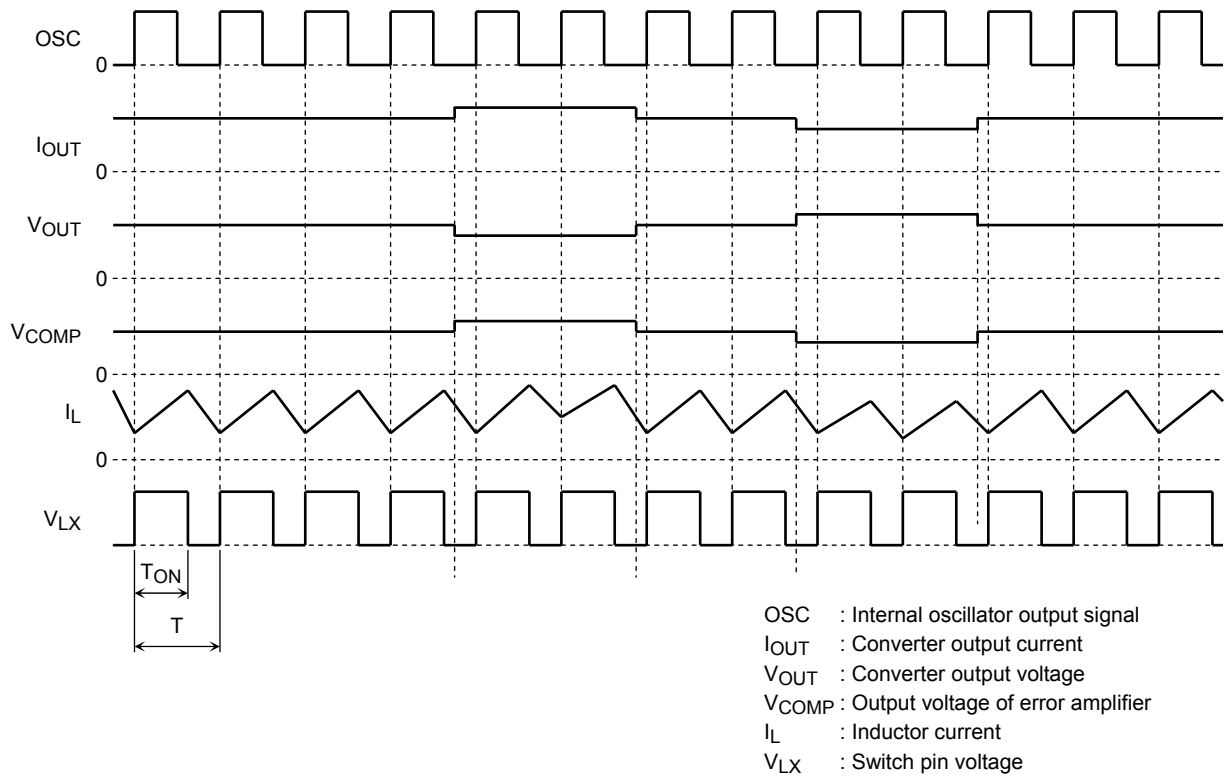 OSC
0
IOUT
0
VOUT
0
VCOMP
0
IL
0
VLX
TON
T
OSC : Internal oscillator output signal
IOUT : Converter output current
VOUT : Converter output voltage
VCOMP : Output voltage of error amplifier
IL : Inductor current
VLX : Switch pin voltage